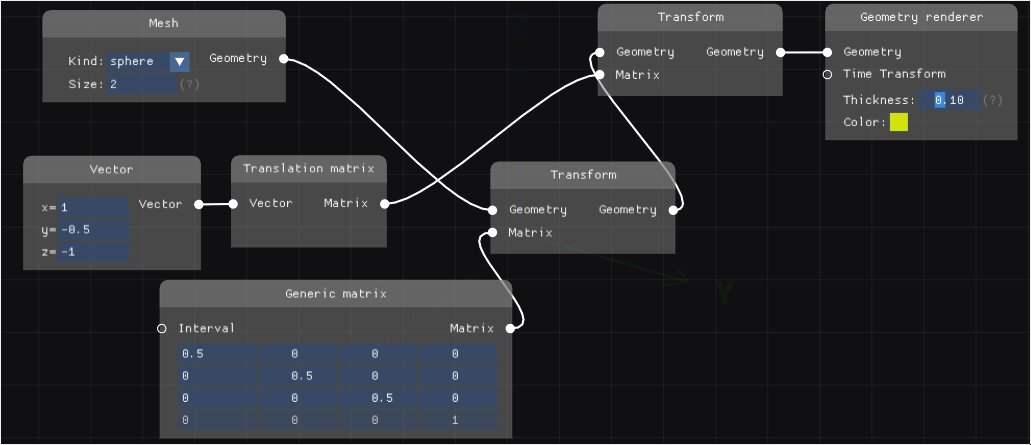 Mesh
Kind: sphere
Geometry
Size: 2 (?)
Transform
Geometry Geometry
Matrix
Geometry renderer
Geometry
Time Transform
Thickness: 0.10 (?)
Color:
Vector
x= 1
Vector
y= -0.5
z= -1
Translation matrix
Vector Matrix
Transform
Geometry Geometry
Matrix
Generic matrix
Interval Matrix
0.5 0 0 0
0 0.5 0 0
0 0 0.5 0
0 0 0 1
Y